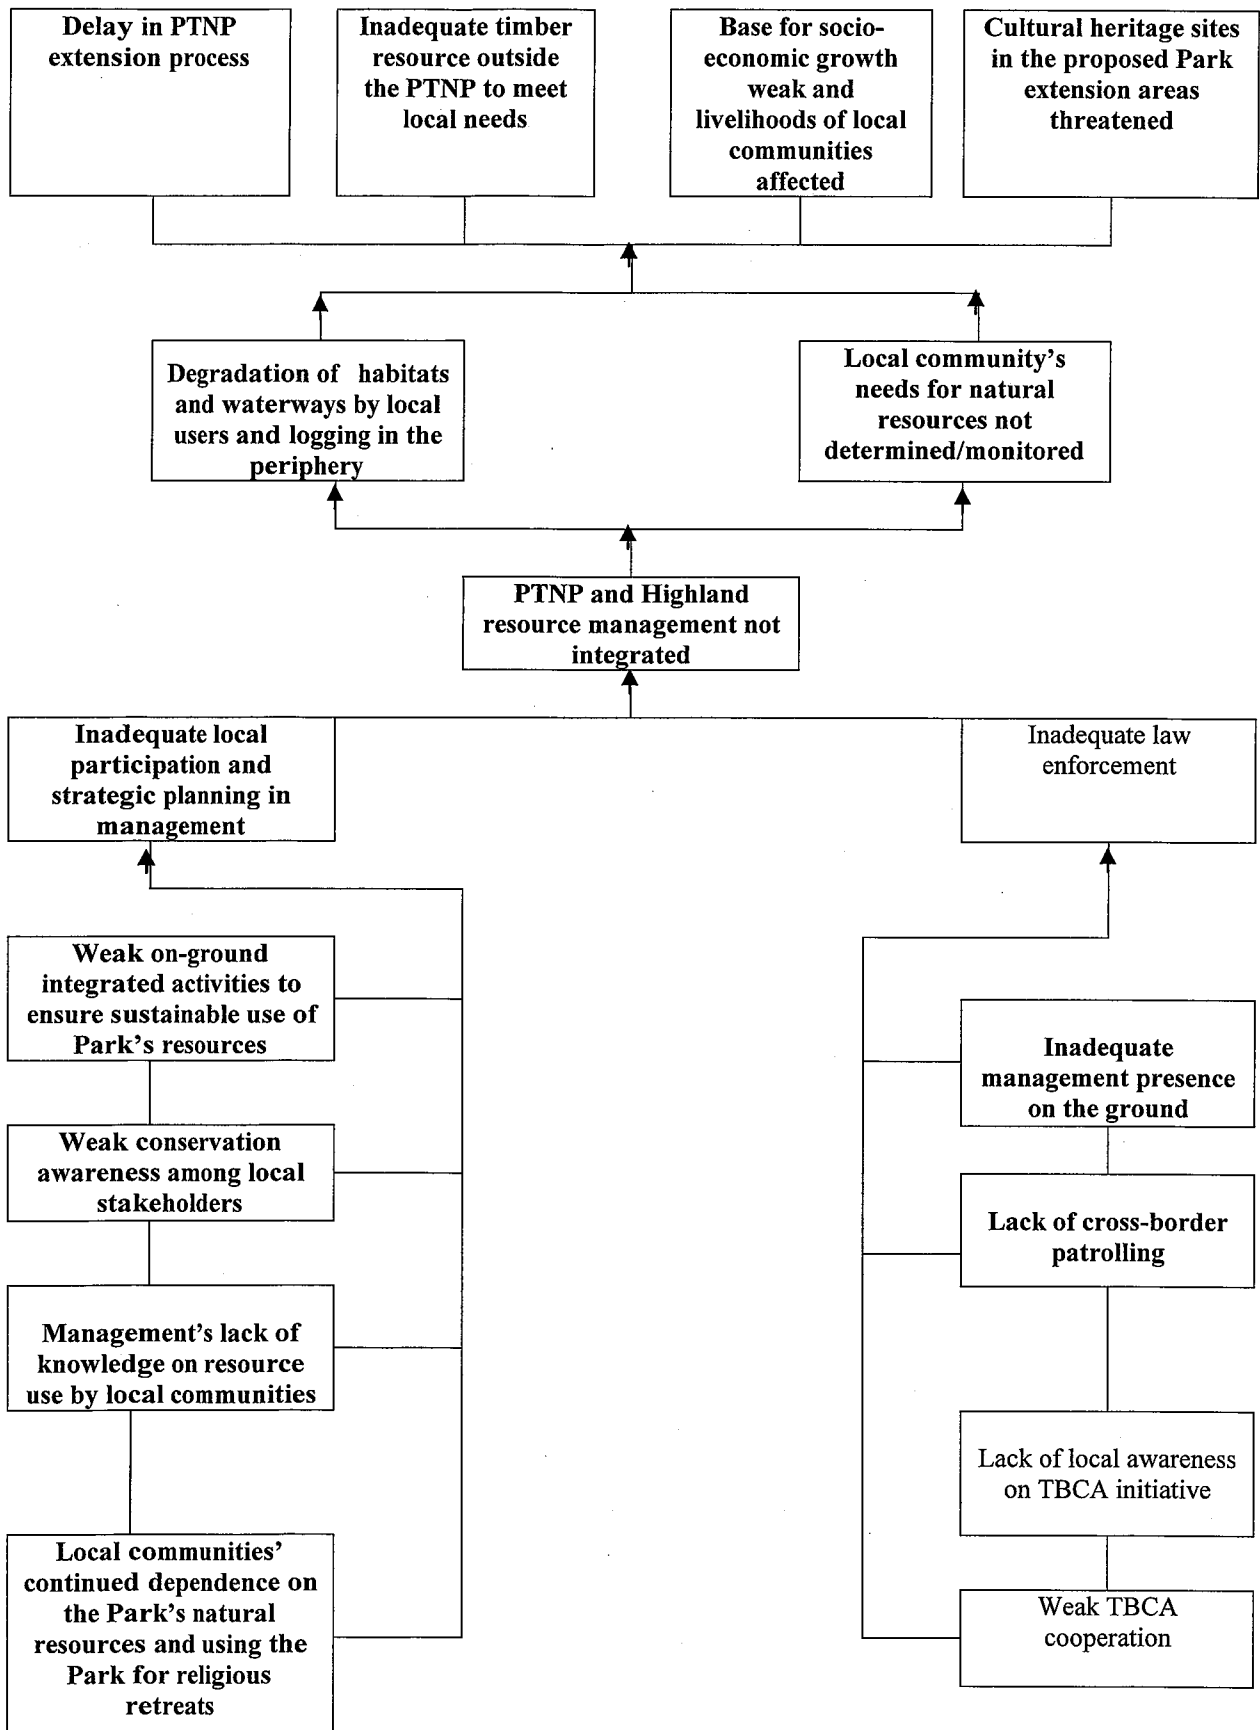 Delay in PTNP
extension process
Inadequate timber
resource outside
the PTNP to meet
local needs
Base for socio-
economic growth
weak and
livelihoods of local
communities
affected
Cultural heritage sites
in the proposed Park
extension areas
threatened
Degradation of habitats
and waterways by local
users and logging in the
periphery
Local community's
needs for natural
resources not
determined/monitored
PTNP and Highland
resource management not
integrated
Inadequate local
participation and
strategic planning in
management
Inadequate law
enforcement
Weak on-ground
integrated activities to
ensure sustainable use of
Park's resources
Inadequate
management presence
on the ground
Weak conservation
awareness among local
stakeholders
Lack of cross-border
patrolling
Management's lack of
knowledge on resource
use by local communities
Lack of local awareness
on TBCA initiative
Local communities'
continued dependence on
the Park's natural
resources and using the
Park for religious
retreats
Weak TBCA
cooperation